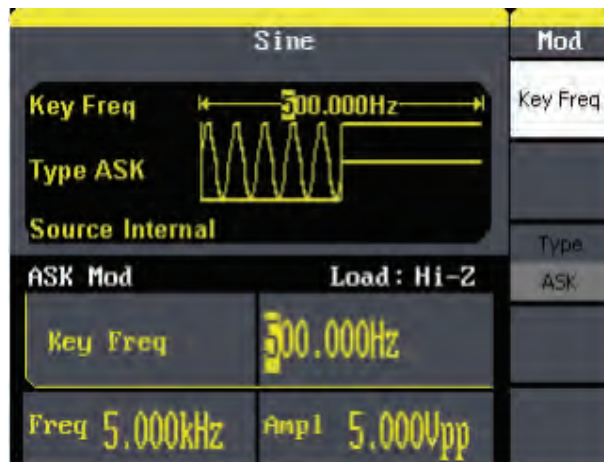 Sine
Mod
Key Freq
500.000Hz
Key Freq
Type ASK
Source Internal
Type
ASK
ASK Mod
Load: Hi-Z
Key Freq
500.000Hz
Freq 5.000kHz
Ampl 5.000Vpp